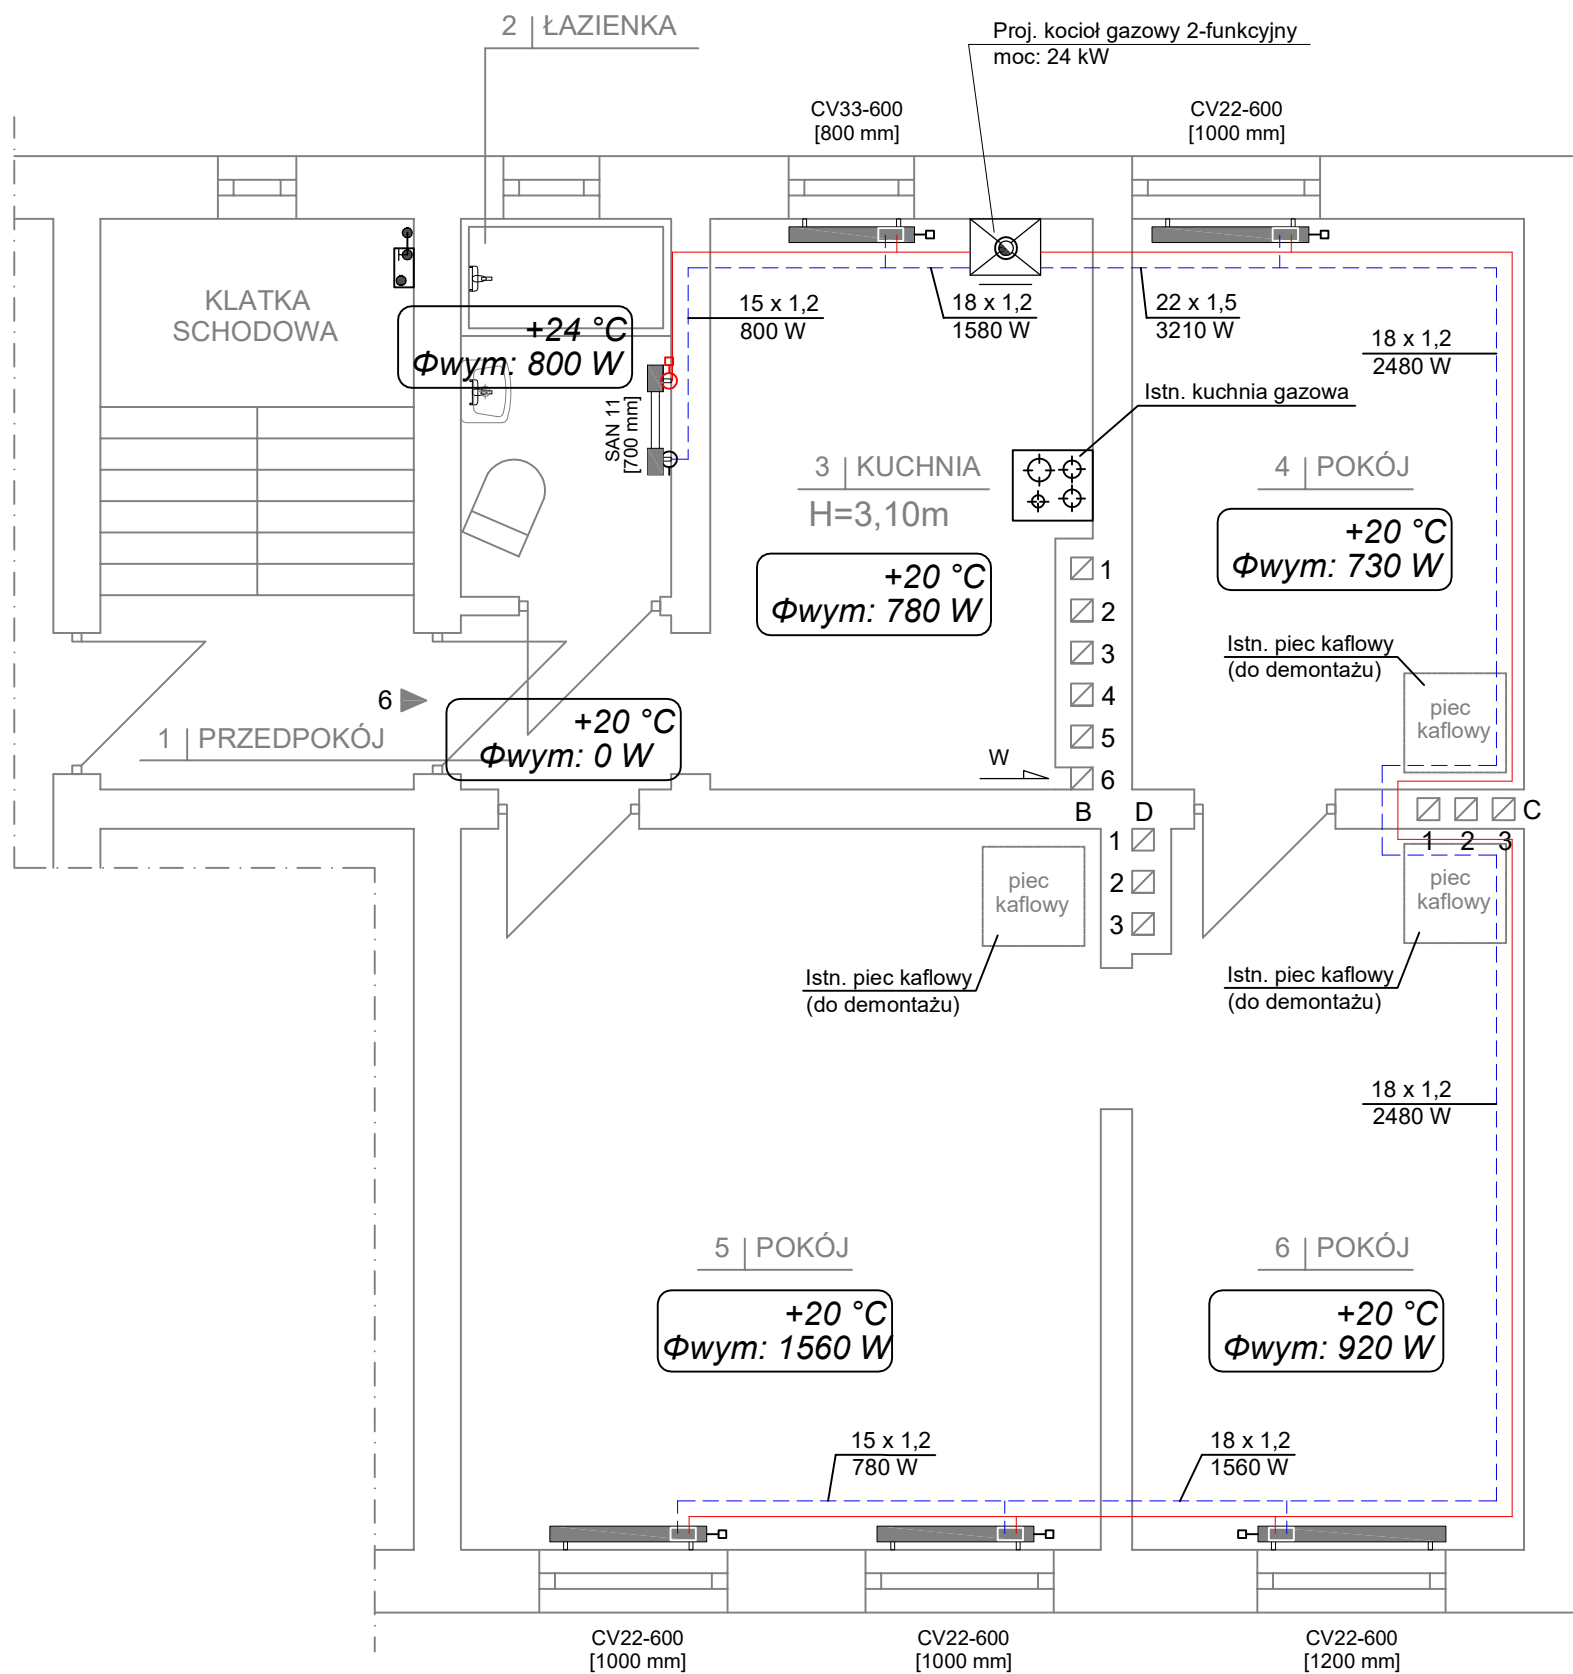 2 | ŁAZIENKA
Proj. kocioł gazowy 2-funkcyjny
moc: 24 kW
CV33-600
[800 mm]
CV22-600
[1000 mm]
KLATKA
SCHODOWA
+24 °C
Φwym: 800 W
15 x 1,2
800 W
18 x 1,2
1580 W
22 x 1,5
3210 W
18 x 1,2
2480 W
SAN 11
[700 mm]
Istn. kuchnia gazowa
3 | KUCHNIA
H=3,10m
4 | POKÓJ
+20 °C
Φwym: 780 W
+20 °C
Φwym: 730 W
1
2
3
4
5
6
Istn. piec kaflowy
(do demontażu)
piec
kaflowy
6
1 | PRZEDPOKÓJ
+20 °C
Φwym: 0 W
W
B
D
C
1 2 3
1
2
3
piec
kaflowy
piec
kaflowy
Istn. piec kaflowy
(do demontażu)
Istn. piec kaflowy
(do demontażu)
18 x 1,2
2480 W
5 | POKÓJ
6 | POKÓJ
+20 °C
Φwym: 1560 W
+20 °C
Φwym: 920 W
15 x 1,2
780 W
18 x 1,2
1560 W
CV22-600
[1000 mm]
CV22-600
[1000 mm]
CV22-600
[1200 mm]